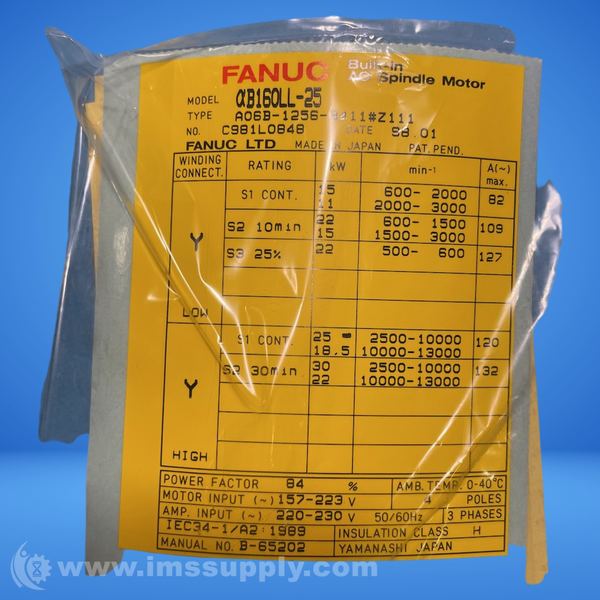 FANUC Built-in
AC Spindle Motor
MODEL αB160LL-25
TYPE A06B-1256- 411#Z111
NO. C981L0848 DATE 98.01
FANUC LTD MADE IN JAPAN PAT. PEND.
WINDING CONNECT. RATING kW min-1 A(~) max.
S1 CONT. 15 600- 2000 82
11 2000- 3000
Y S2 10min 22 600- 1500 109
15 1500- 3000
S3 25% 22 500- 600 127
LOW
S1 CONT. 25 2500-10000 120
18.5 10000-13000
Y S2 30min 30 2500-10000 132
22 10000-13000
HIGH
POWER FACTOR 84 % AMB. TEMP. 0-40°C
MOTOR INPUT (~) 157-223 V 4 POLES
AMP. INPUT (~) 220-230 V 50/60Hz 3 PHASES
IEC34-1/A2:1989 INSULATION CLASS H
MANUAL NO. B-65202 YAMANASHI JAPAN
www.imssupply.com